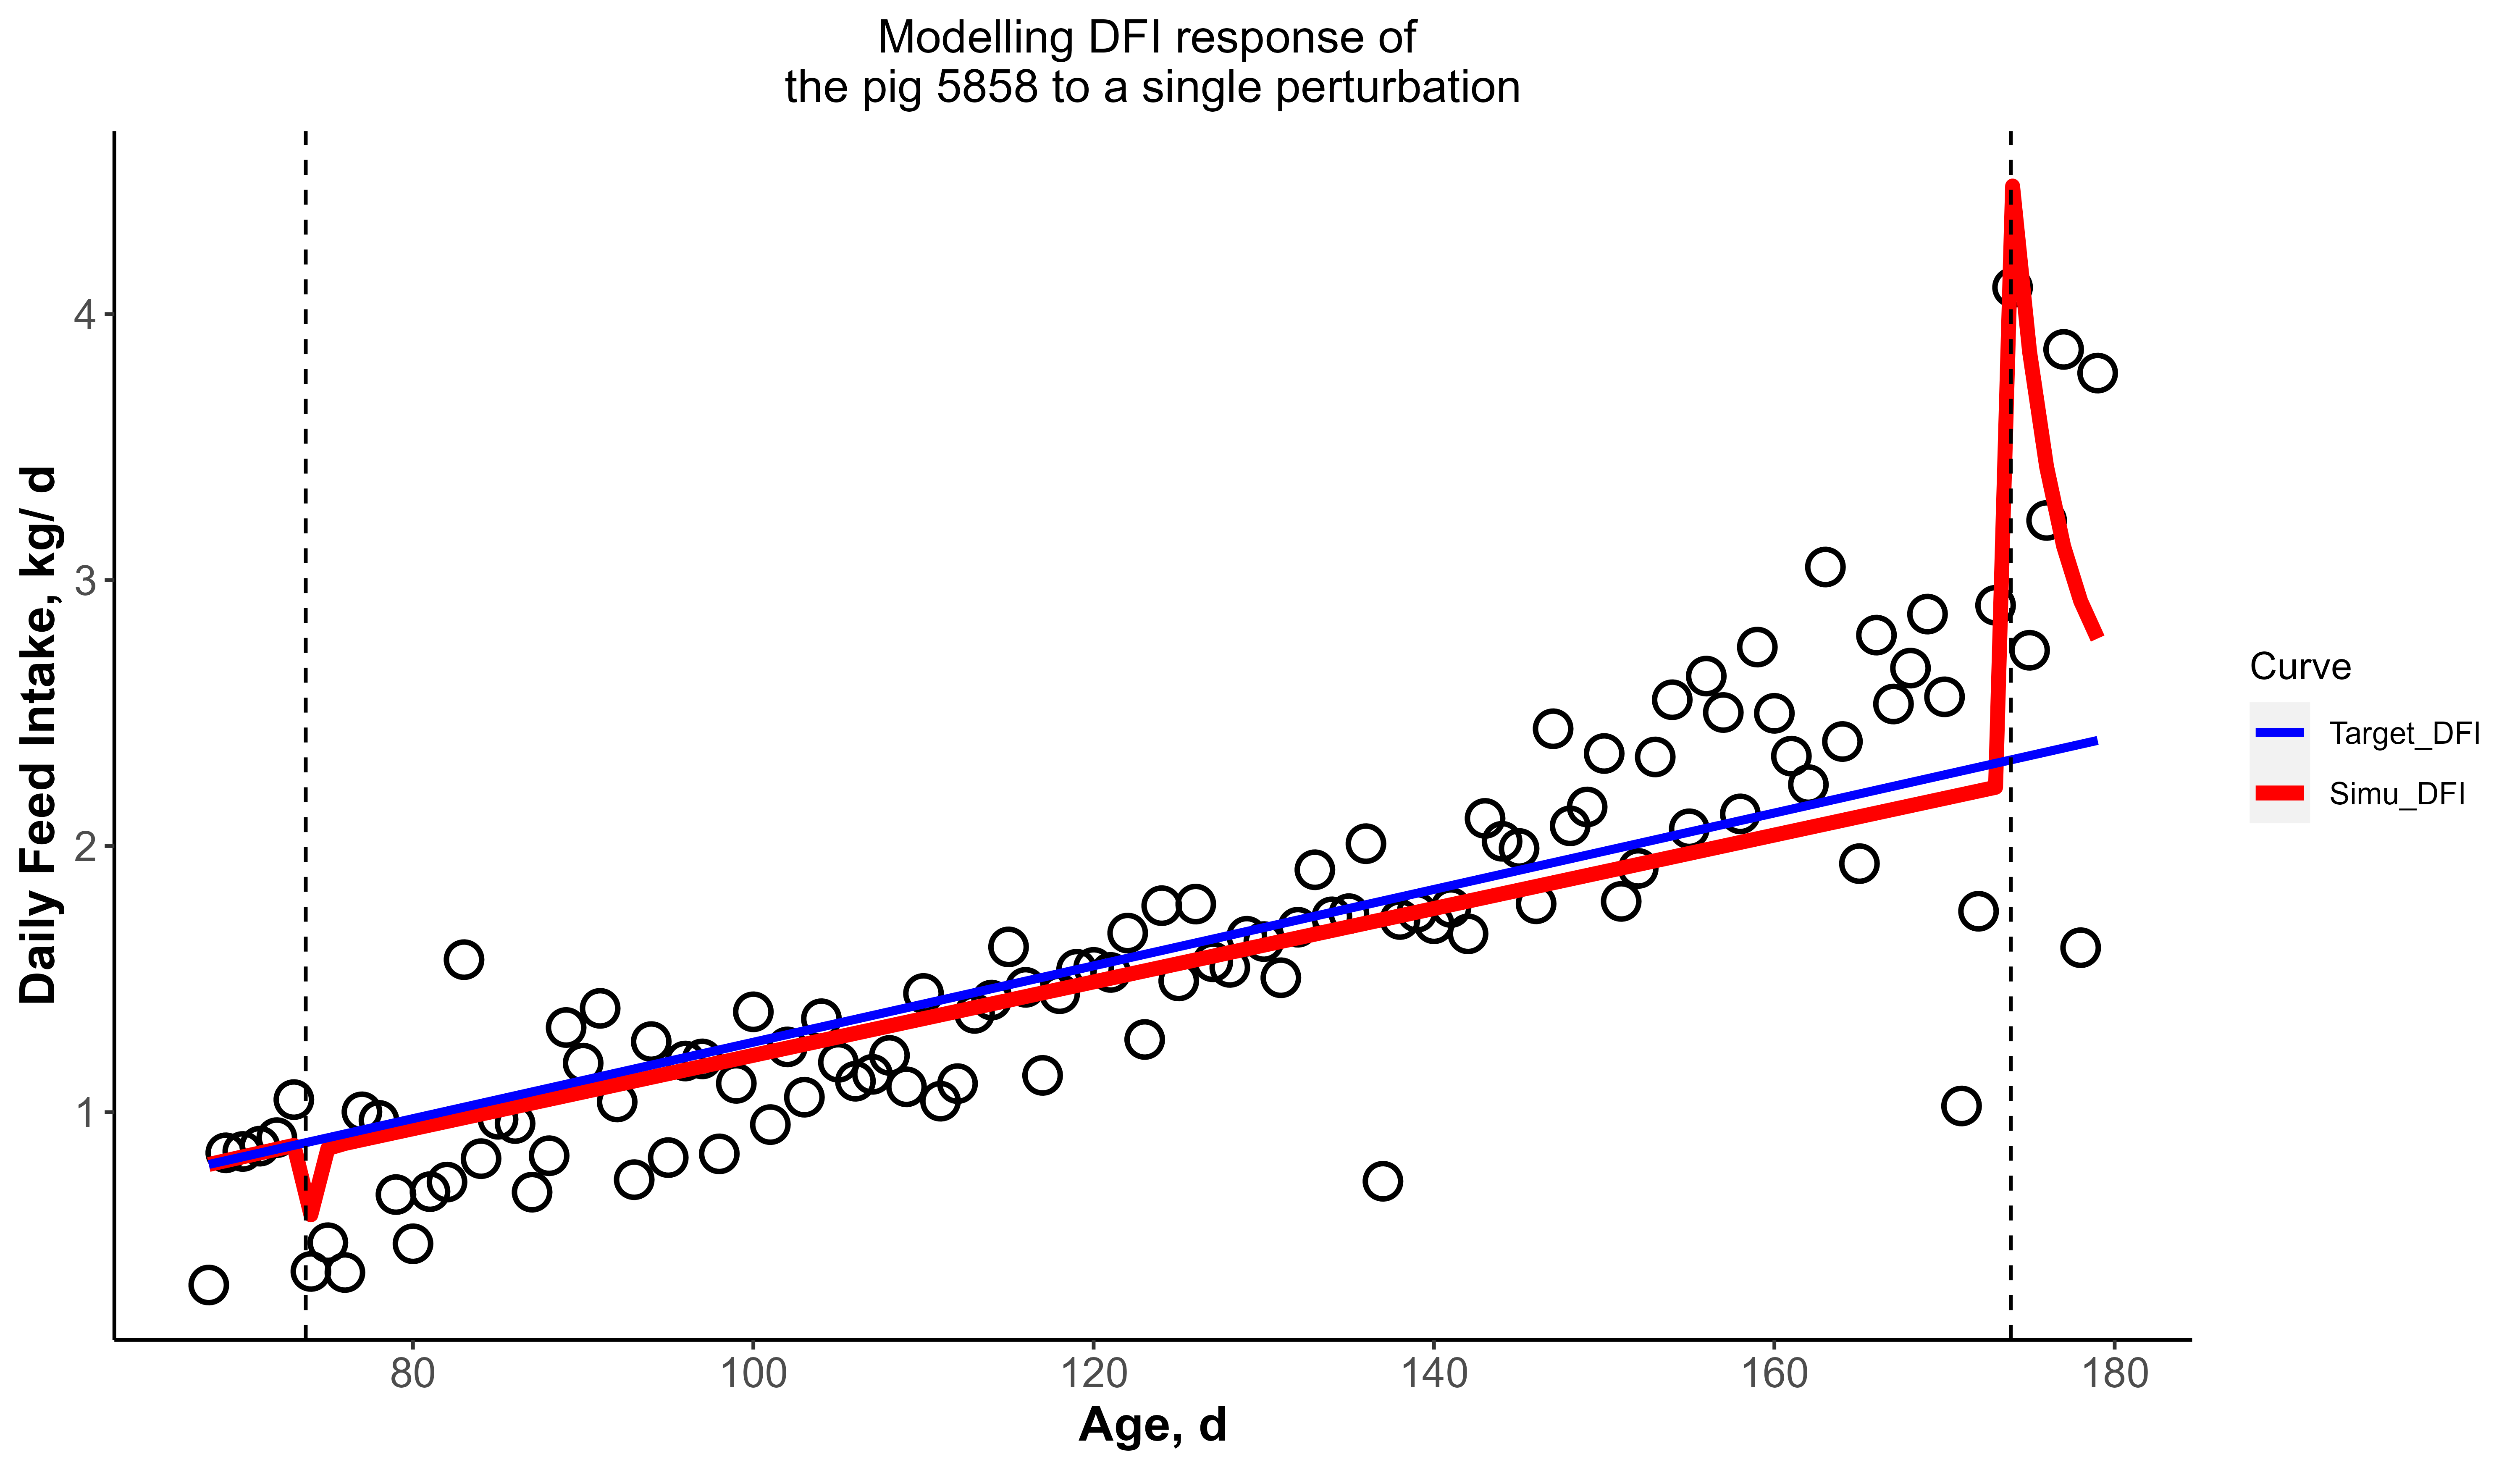 Modelling DFI response of
the pig 5858 to a single perturbation
Daily Feed Intake, kg/ d
4
3
2
1
80
100
120
140
160
180
Age, d
Curve
Target_DFI
Simu_DFI